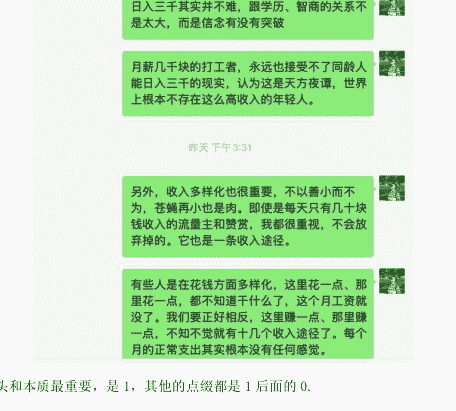 日入三千其实并不难，跟学历、智商的关系不
是太大，而是信念有没有突破
月薪几千块的打工者，永远也接受不了同龄人
能日入三千的现实，认为这是天方夜谭，世界
上根本不存在这么高收入的年轻人。
昨天 下午 3:31
另外，收入多样化也很重要，不以善小而不
为，苍蝇再小也是肉。即使是每天只有几十块
钱收入的流量主和赞赏，我都很重视，不会放
弃掉的。它也是一条收入途径。
有些人是在花钱方面多样化，这里花一点、那
里花一点，都不知道干什么了，这个月工资就
没了。我们要正好相反，这里赚一点、那里赚
一点，不知不觉就有十几个收入途径了。每个
月的正常支出其实根本没有任何感觉。
头和本质最重要，是 1，其他的点缀都是 1 后面的 0.